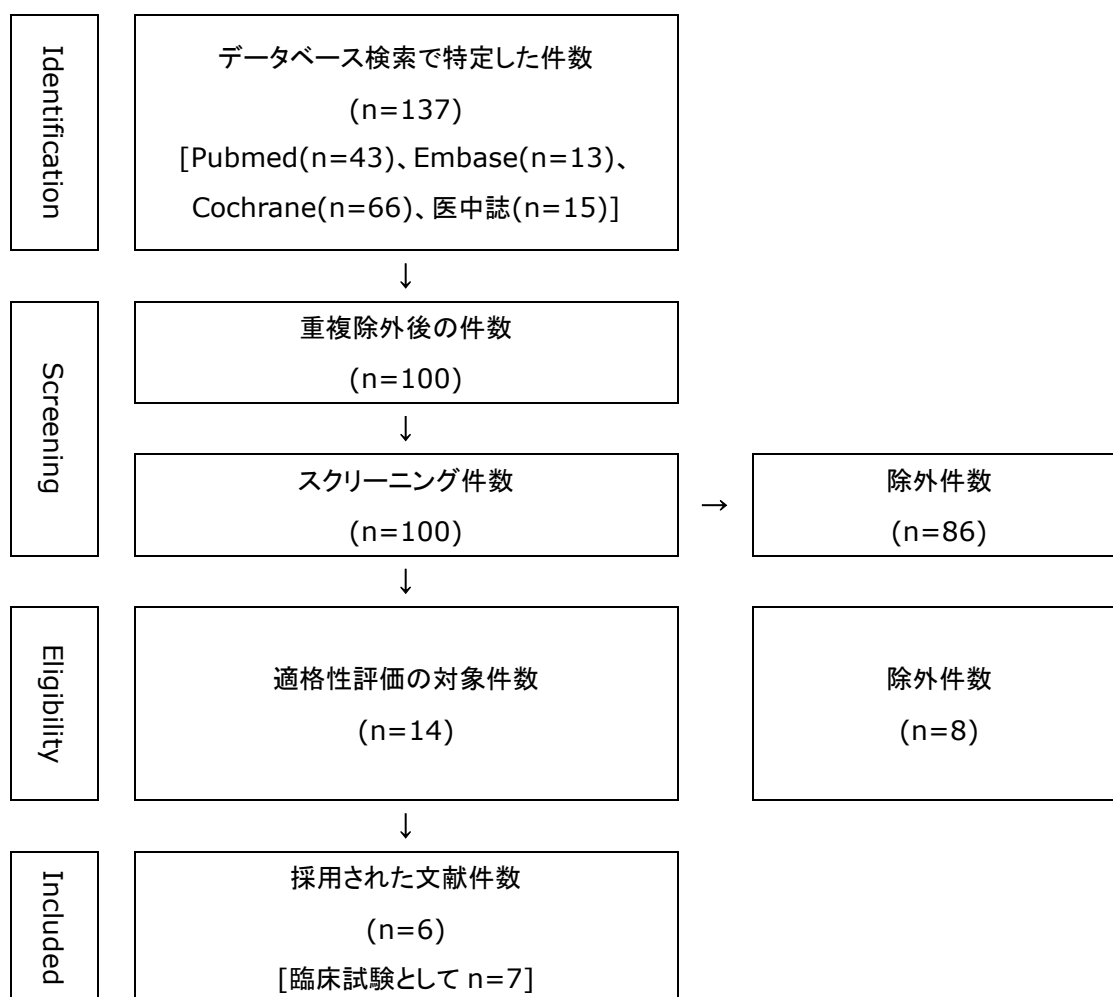 Identification
データベース検索で特定した件数
(n=137)
[Pubmed(n=43)、Embase(n=13)、
Cochrane(n=66)、医中誌(n=15)]
↓
Screening
重複除外後の件数
(n=100)
↓
スクリーニング件数
(n=100)
→
除外件数
(n=86)
↓
Eligibility
適格性評価の対象件数
(n=14)
除外件数
(n=8)
↓
Included
採用された文献件数
(n=6)
[臨床試験として n=7]